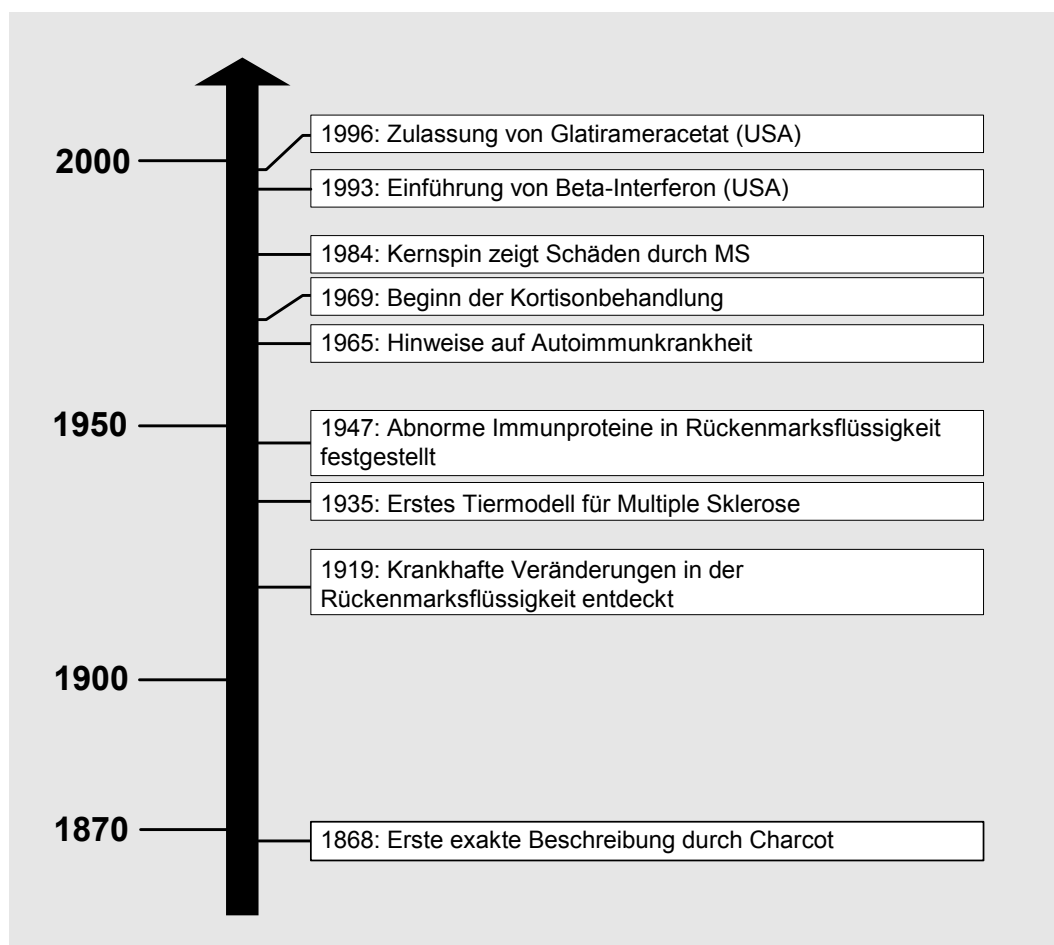 1996: Zulassung von Glatirameracetat (USA)
2000
1993: Einführung von Beta-Interferon (USA)
1984: Kernspin zeigt Schäden durch MS
1969: Beginn der Kortisonbehandlung
1965: Hinweise auf Autoimmunkrankheit
1950
1947: Abnorme Immunproteine in Rückenmarksflüssigkeit
festgestellt
1935: Erstes Tiermodell für Multiple Sklerose
1919: Krankhafte Veränderungen in der
Rückenmarksflüssigkeit entdeckt
1900
1870
1868: Erste exakte Beschreibung durch Charcot